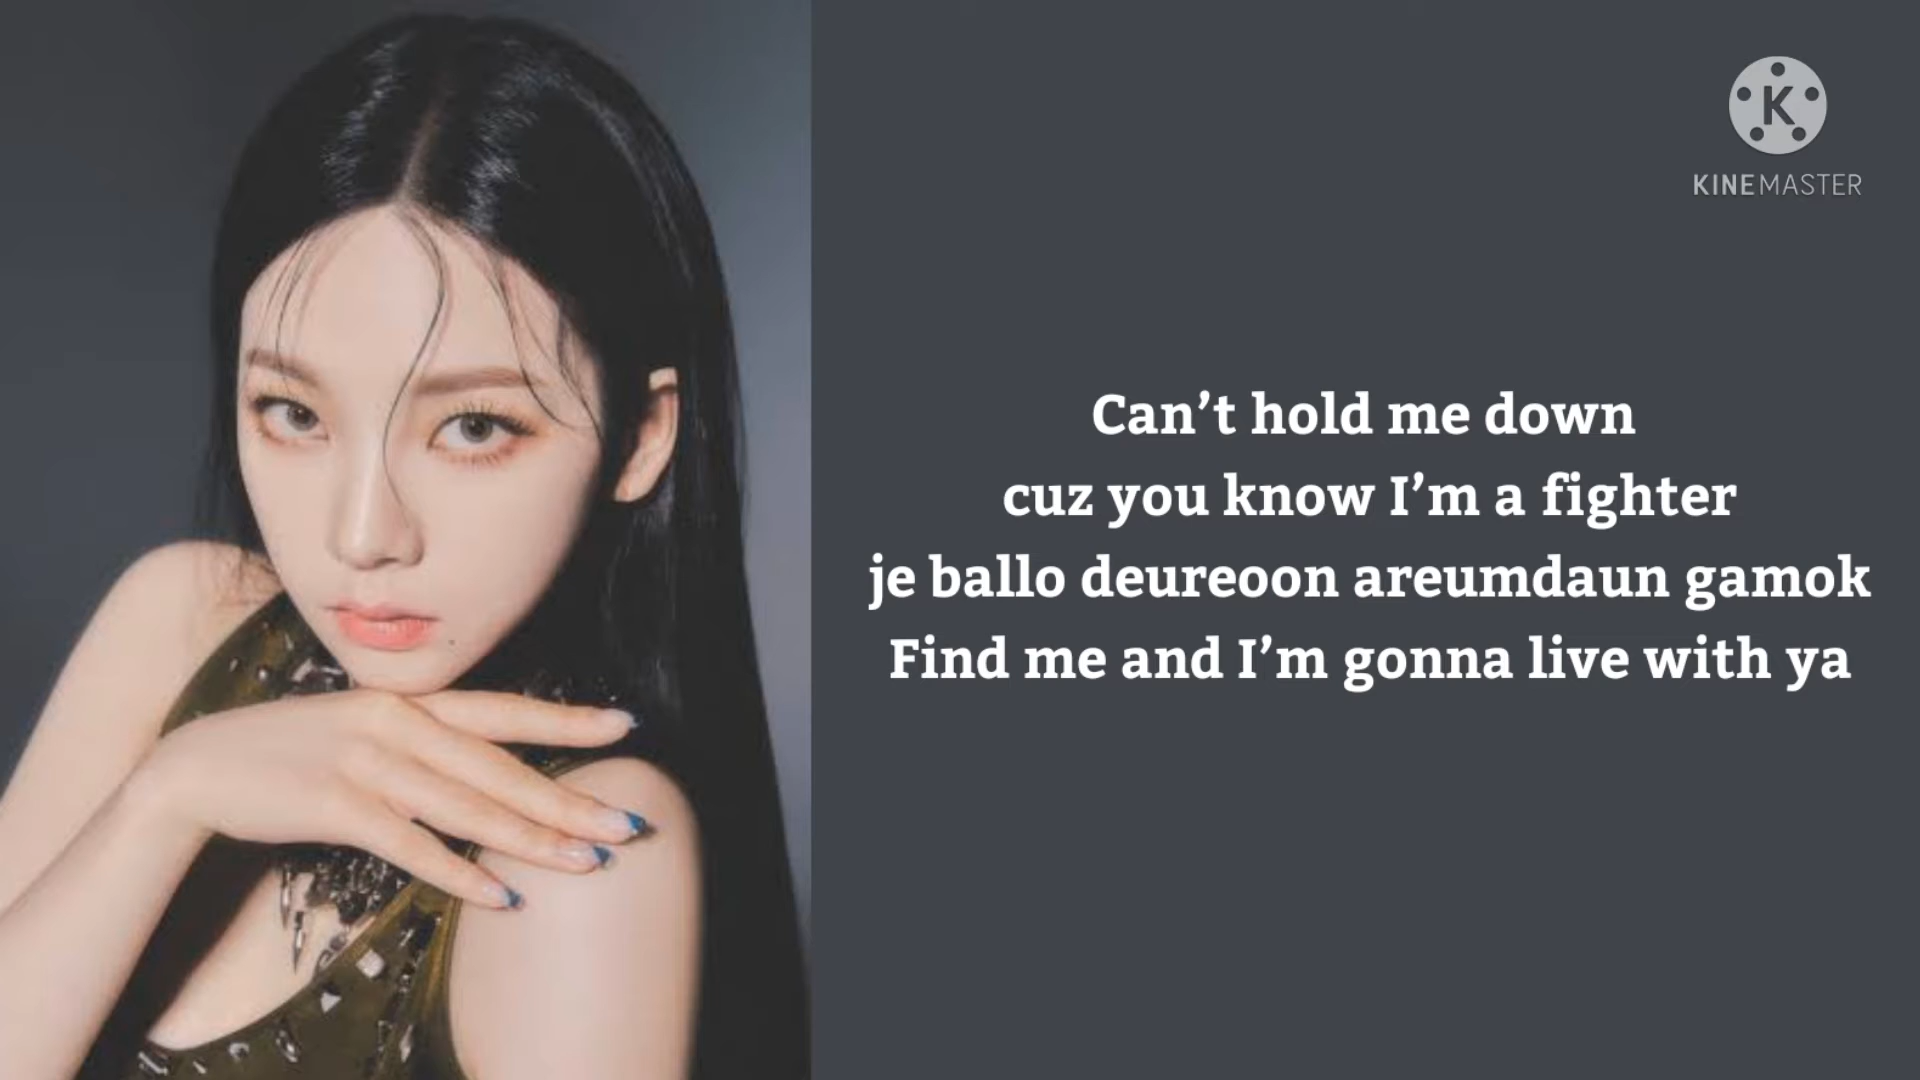 K
KINEMASTER
Can't hold me down
cuz you know I'm a fighter
je ballo deureoon areumdaun gamok
Find me and I'm gonna live with ya